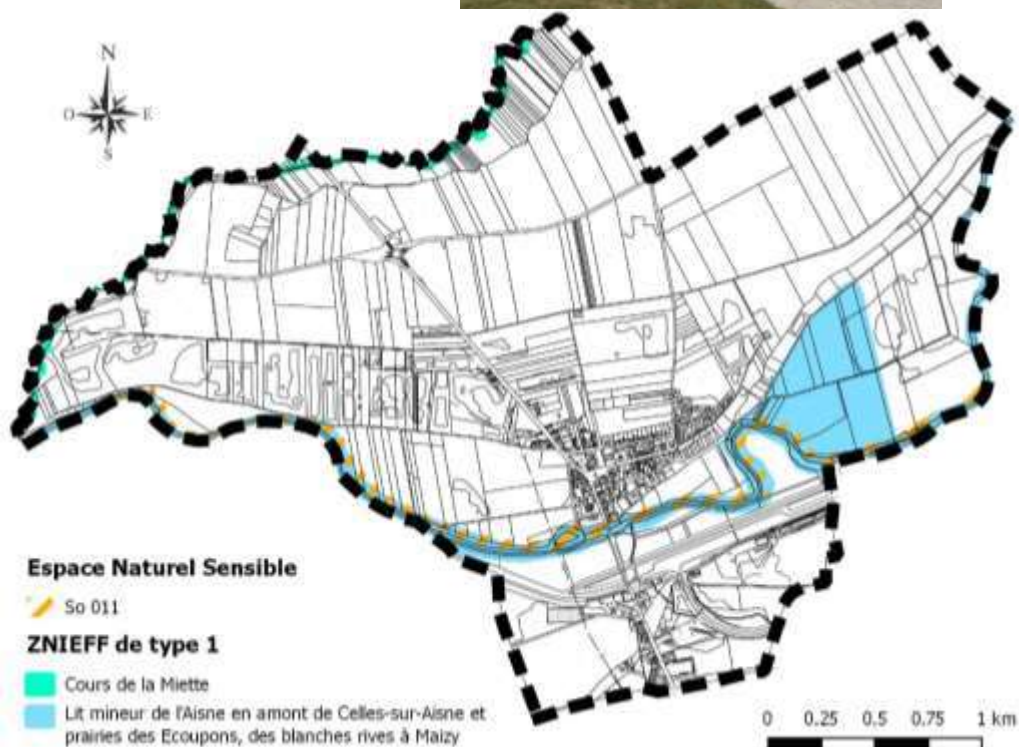 N
O E
S
Espace Naturel Sensible
So 011
ZNIEFF de type 1
Cours de la Miette
Lit mineur de l'Aisne en amont de Celles-sur-Aisne et
prairies des Ecoupons, des blanches rives à Maizy
0 0.25 0.5 0.75 1 km